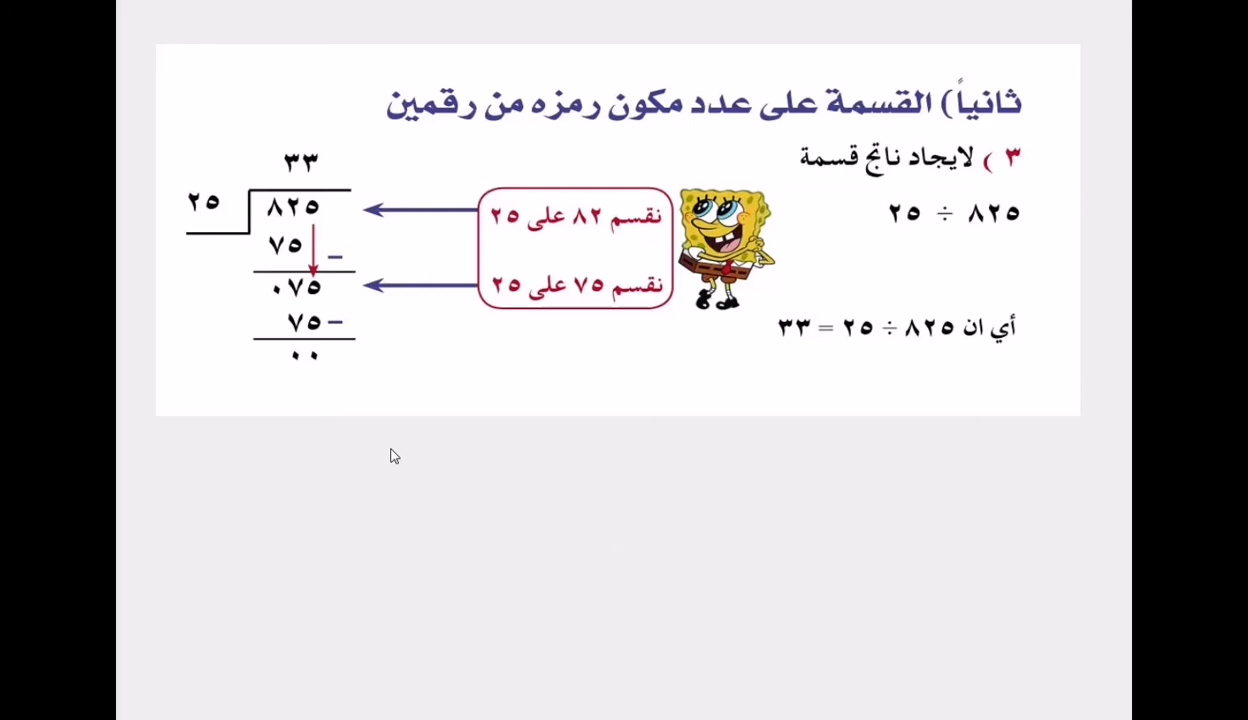 ثانياً) القسمة على عدد مكون رمزه من رقمين
٣ ) لايجاد ناتج قسمة
٨٢٥ ÷ ٢٥
أي ان ٨٢٥ ÷ ٢٥ = ٣٣
نقسم ٨٢ على ٢٥
نقسم ٧٥ على ٢٥
٣٣
٨٢٥
٢٥
٧٥ –
٠٧٥
٧٥ –
٠٠